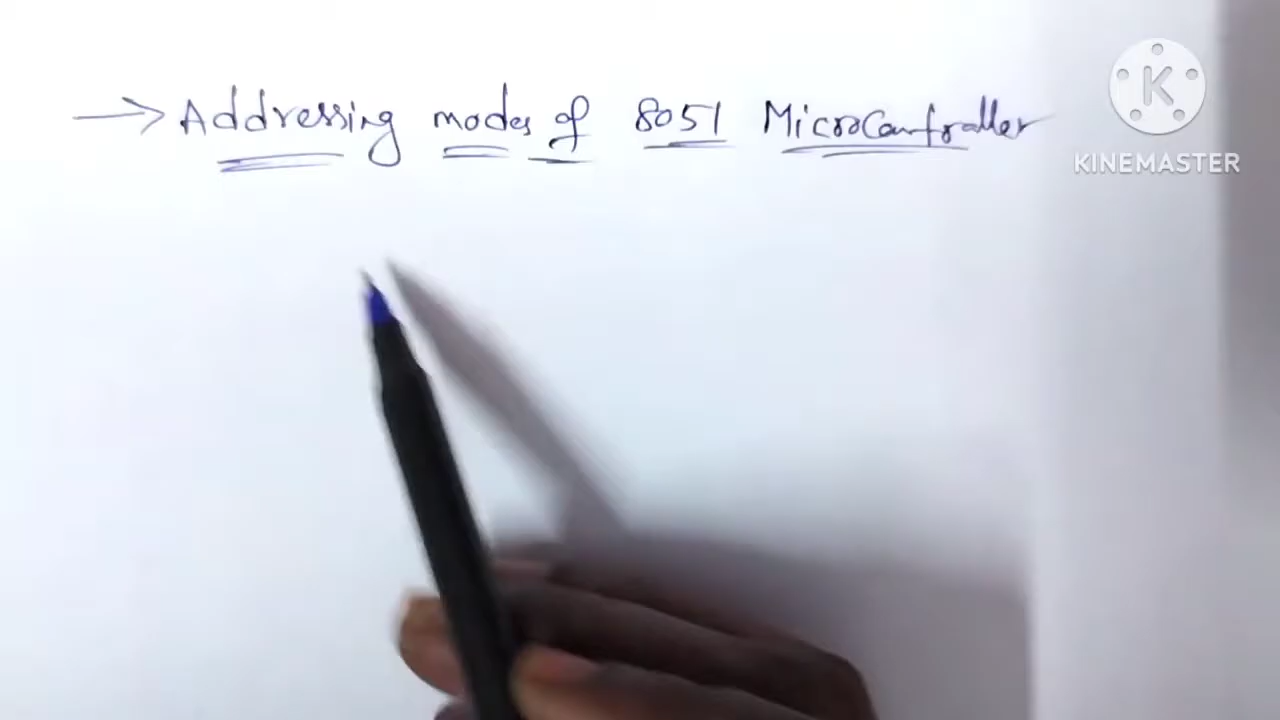 → Addressing modes of 8051 Microcontroller
K
KINEMASTER